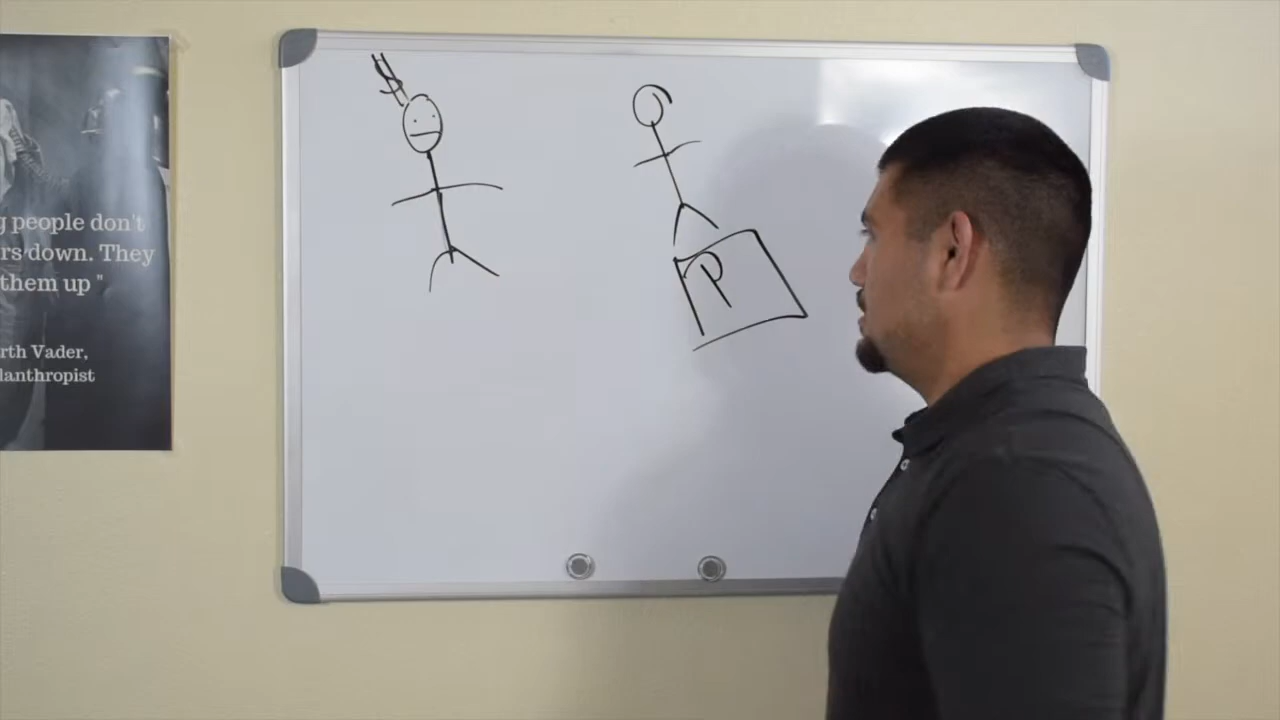 g people don't
rs down. They
them up "
rth Vader,
lanthropist
$
P